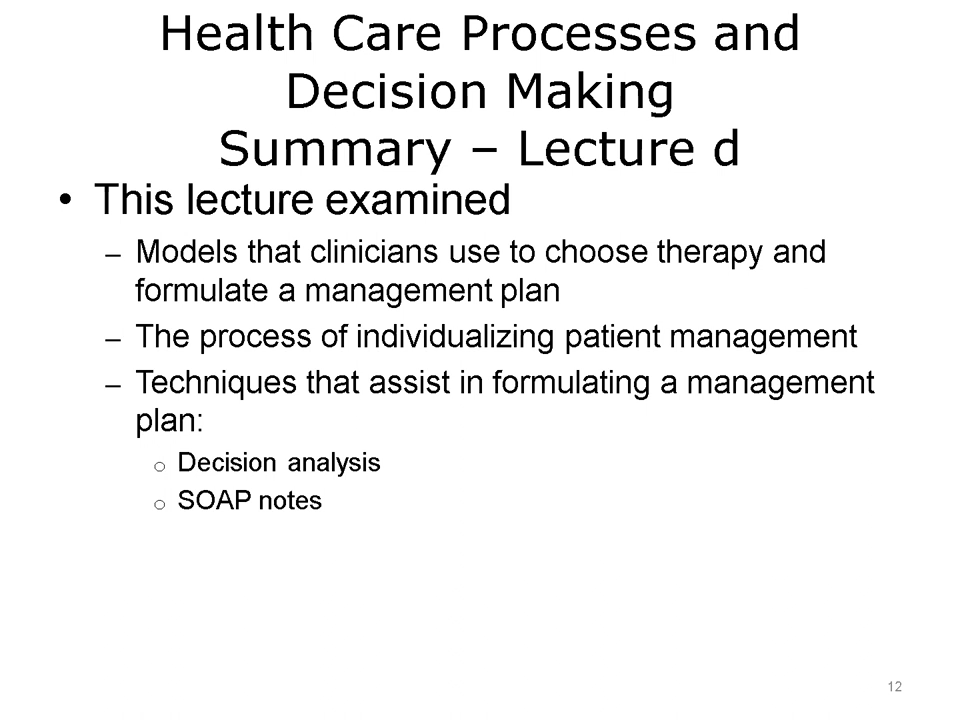 Health Care Processes and
Decision Making
Summary – Lecture d
• This lecture examined
– Models that clinicians use to choose therapy and
formulate a management plan
– The process of individualizing patient management
– Techniques that assist in formulating a management
plan:
o Decision analysis
o SOAP notes
12